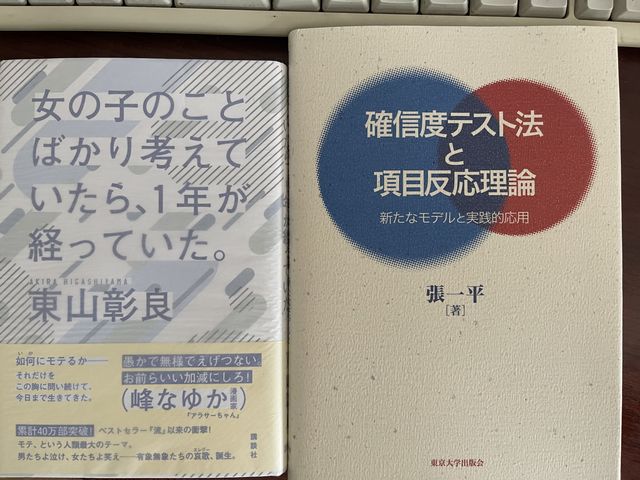 女の子のこと
ばかり考えて
いたら、1年が
経っていた。
AKIRA HIGASHIYAMA
東山彰良
如何にモテるか――
いか
それだけを
この胸に問い続けて、
今日まで生きてきた。
愚かで無様でえげつない。
お前らいい加減にしろ!
(峰なゆか 漫画家)
『アラサーちゃん』
累計40万部突破! ベストセラー『流』以来の衝撃!
モテ、という人類最大のテーマ。
男たちよ泣け、女たちよ笑え――有象無象たちの哀歌、誕生。
エレジー
講談社
確信度テスト法
と
項目反応理論
新たなモデルと実践的応用
張一平
[著]
東京大学出版会